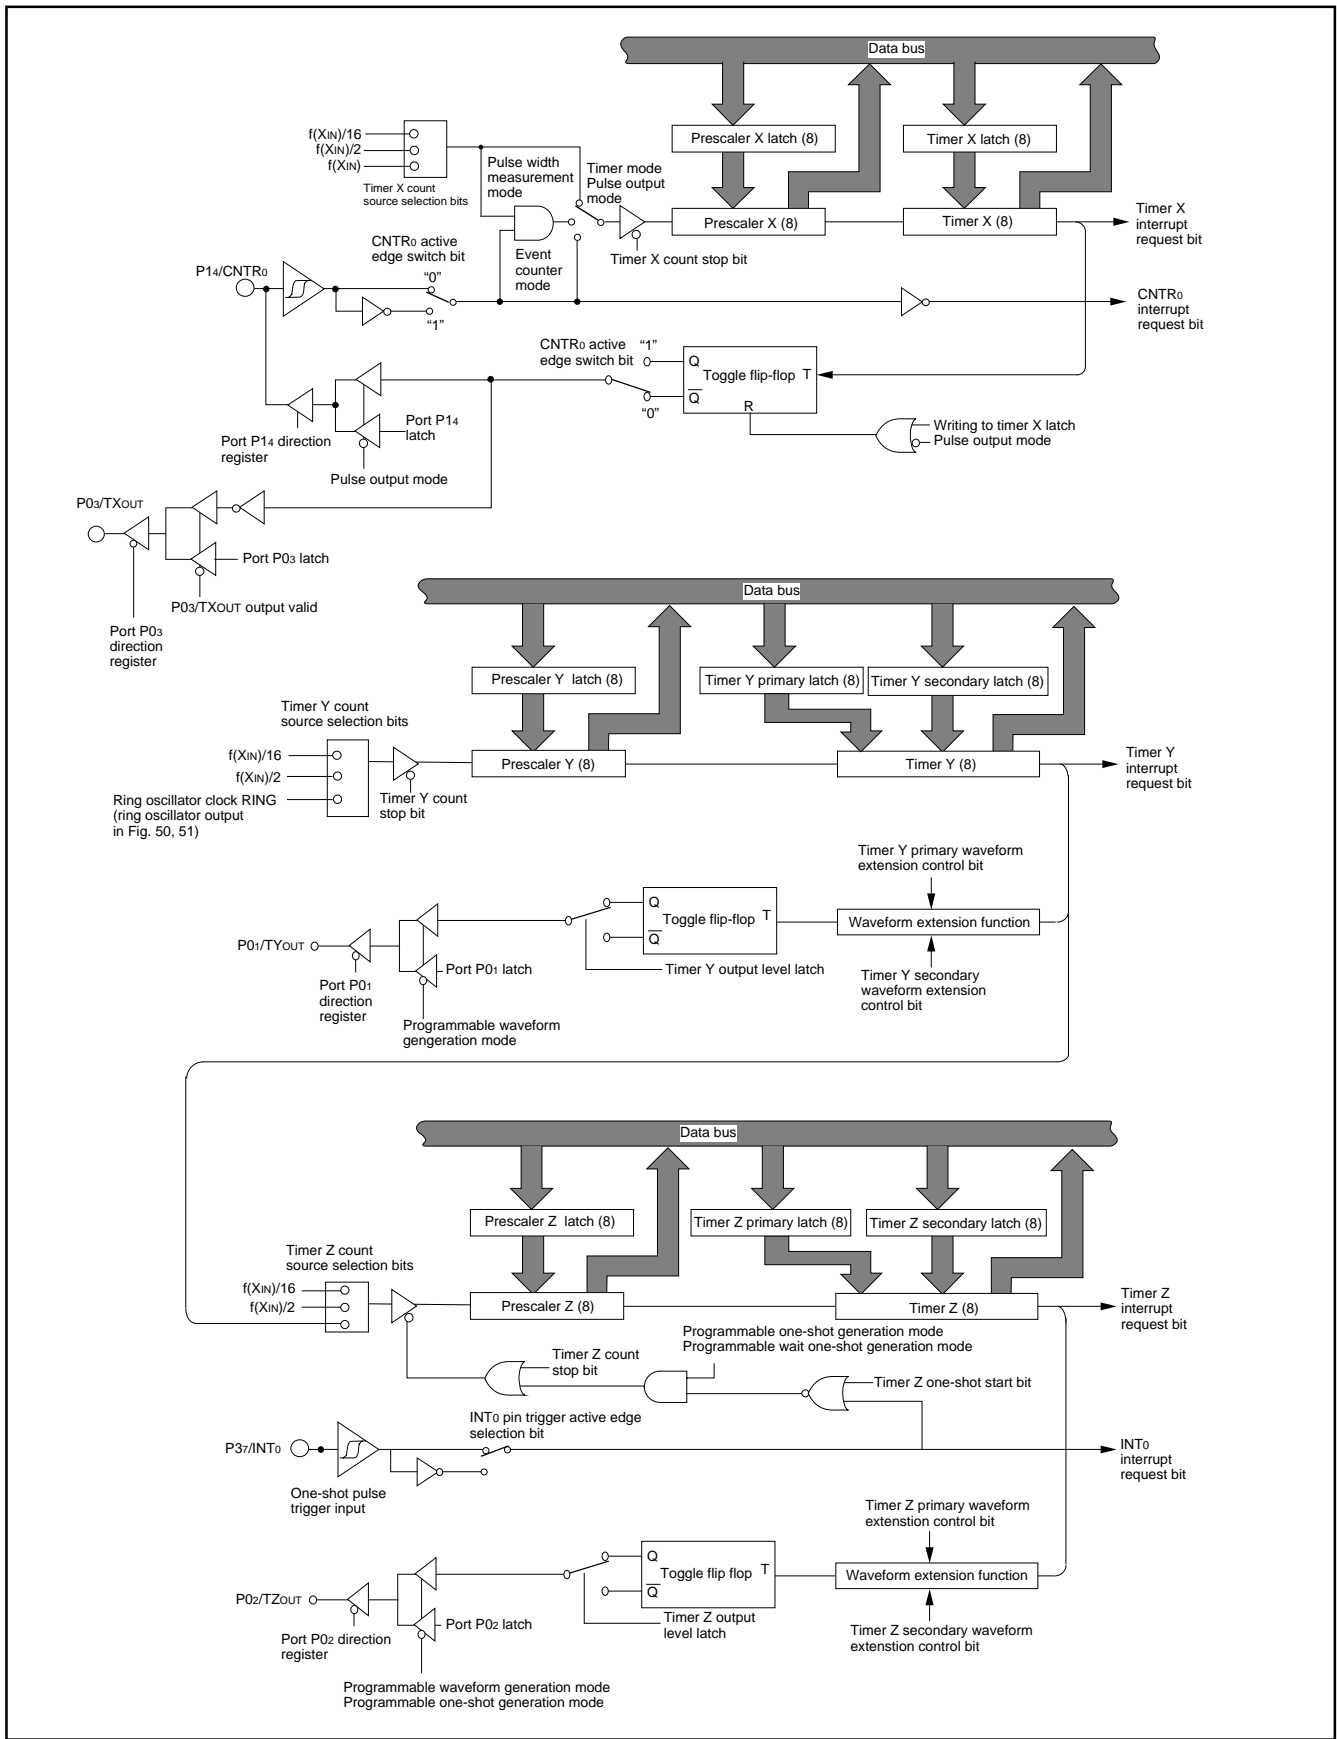 Data bus
Prescaler X latch (8)
Timer X latch (8)
f(XIN)/16
f(XIN)/2
f(XIN)
Timer X count
source selection bits
Pulse width
measurement
mode
Timer mode
Pulse output
mode
Prescaler X (8)
Timer X (8)
Timer X
interrupt
request bit
Timer X count stop bit
CNTR0 active
edge switch bit
Event
counter
mode
P14/CNTR0
“0”
“1”
CNTR0
interrupt
request bit
CNTR0 active
edge switch bit
“1”
“0”
Q
Toggle flip-flop
T
Q
R
Writing to timer X latch
Pulse output mode
Port P14
latch
Port P14 direction
register
Pulse output mode
P03/TXOUT
Port P03 latch
P03/TXOUT output valid
Port P03
direction
register
Data bus
Prescaler Y  latch (8)
Timer Y primary latch (8)
Timer Y secondary latch (8)
Timer Y count
source selection bits
f(XIN)/16
f(XIN)/2
Ring oscillator clock RING
(ring oscillator output
in Fig. 50, 51)
Timer Y count
stop bit
Prescaler Y (8)
Timer Y (8)
Timer Y
interrupt
request bit
Timer Y primary waveform
extension control bit
Q
Toggle flip-flop
T
Q
Waveform extension function
P01/TYOUT
Port P01 latch
Timer Y output level latch
Timer Y secondary
waveform extension
control bit
Port P01
direction
register
Programmable waveform
gengeration mode
Data bus
Prescaler Z  latch (8)
Timer Z primary latch (8)
Timer Z secondary latch (8)
Timer Z count
source selection bits
f(XIN)/16
f(XIN)/2
Prescaler Z (8)
Timer Z (8)
Timer Z
interrupt
request bit
Programmable one-shot generation mode
Programmable wait one-shot generation mode
Timer Z count
stop bit
Timer Z one-shot start bit
INT0 pin trigger active edge
selection bit
P37/INT0
INT0
interrupt
request bit
One-shot pulse
trigger input
Timer Z primary waveform
extenstion control bit
Q
Toggle flip flop
T
Q
Waveform extension function
P02/TZOUT
Port P02 latch
Timer Z output
level latch
Timer Z secondary waveform
extenstion control bit
Port P02 direction
register
Programmable waveform generation mode
Programmable one-shot generation mode